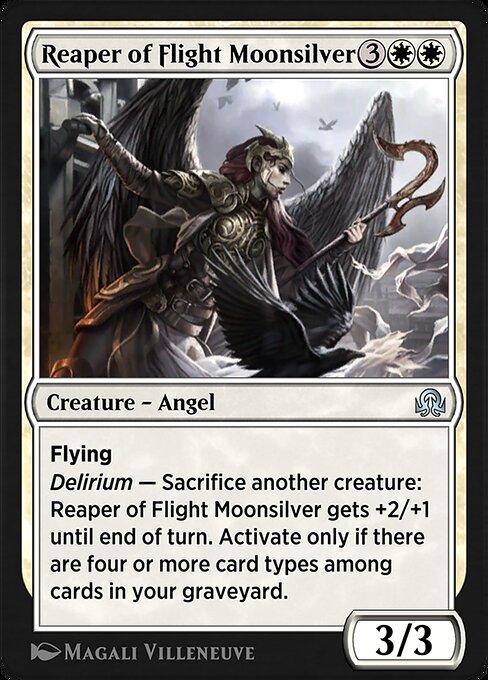 Reaper of Flight Moonsilver 3
Creature – Angel
Flying
Delirium — Sacrifice another creature:
Reaper of Flight Moonsilver gets +2/+1
until end of turn. Activate only if there
are four or more card types among
cards in your graveyard.
3/3
MAGALI VILLENEUVE